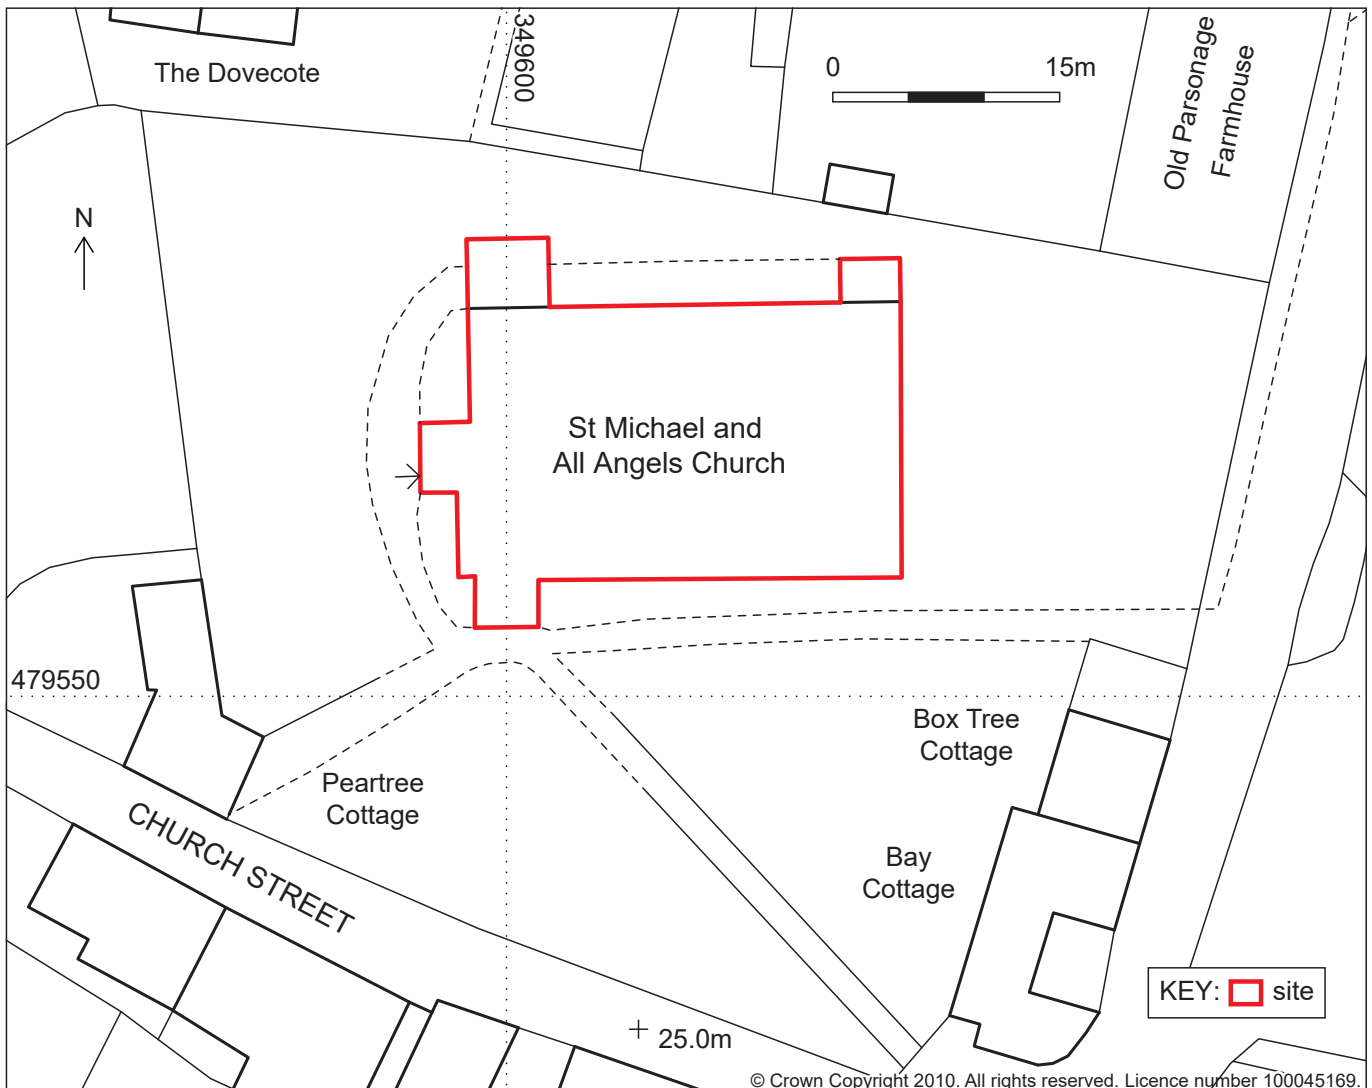 The Dovecote
349600
0 15m
Old Parsonage
Farmhouse
N
St Michael and
All Angels Church
479550
Box Tree
Cottage
Peartree
Cottage
CHURCH STREET
Bay
Cottage
KEY: site
25.0m
© Crown Copyright 2010. All rights reserved. Licence number 100045169